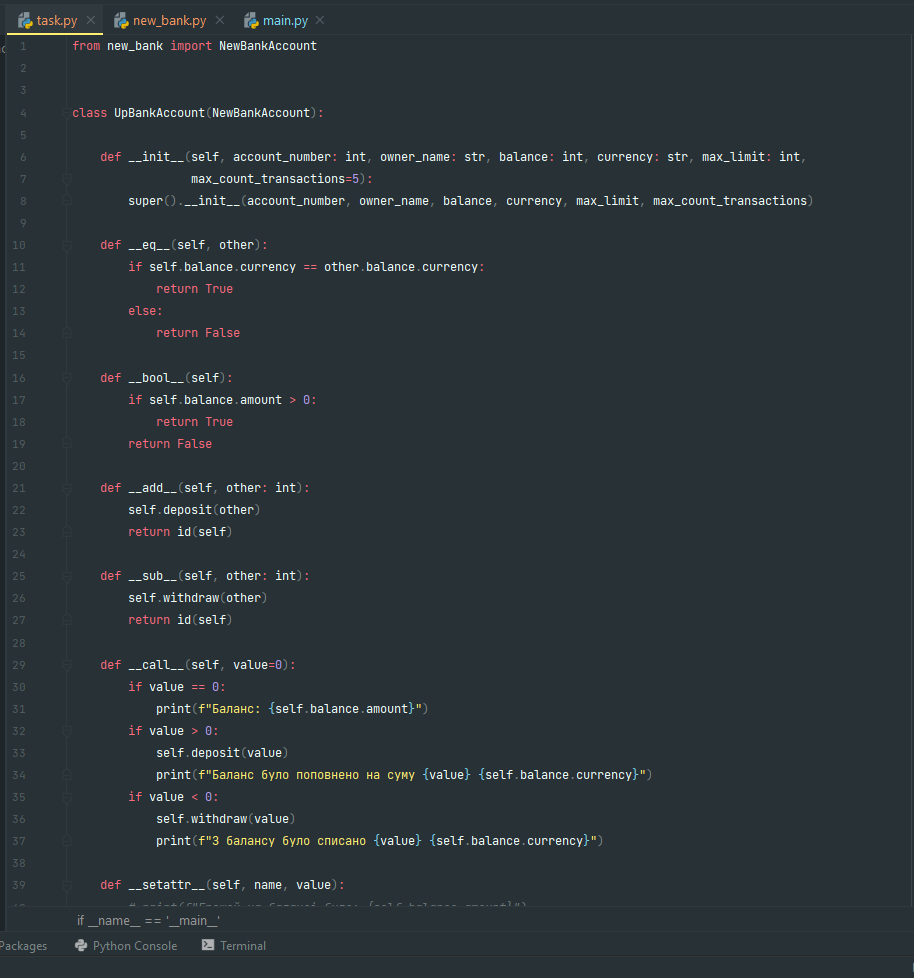 task.py new_bank.py main.py
1 from new_bank import NewBankAccount
2
3
4 class UpBankAccount(NewBankAccount):
5
6     def __init__(self, account_number: int, owner_name: str, balance: int, currency: str, max_limit: int,
7                  max_count_transactions=5):
8         super().__init__(account_number, owner_name, balance, currency, max_limit, max_count_transactions)
9
10     def __eq__(self, other):
11         if self.balance.currency == other.balance.currency:
12             return True
13         else:
14             return False
15
16     def __bool__(self):
17         if self.balance.amount > 0:
18             return True
19         return False
20
21     def __add__(self, other: int):
22         self.deposit(other)
23         return id(self)
24
25     def __sub__(self, other: int):
26         self.withdraw(other)
27         return id(self)
28
29     def __call__(self, value=0):
30         if value == 0:
31             print(f"Баланс: {self.balance.amount}")
32         if value > 0:
33             self.deposit(value)
34             print(f"Баланс було поповнено на суму {value} {self.balance.currency}")
35         if value < 0:
36             self.withdraw(value)
37             print(f"З балансу було списано {value} {self.balance.currency}")
38
39     def __setattr__(self, name, value):
if __name__ == '__main__'
Packages Python Console Terminal